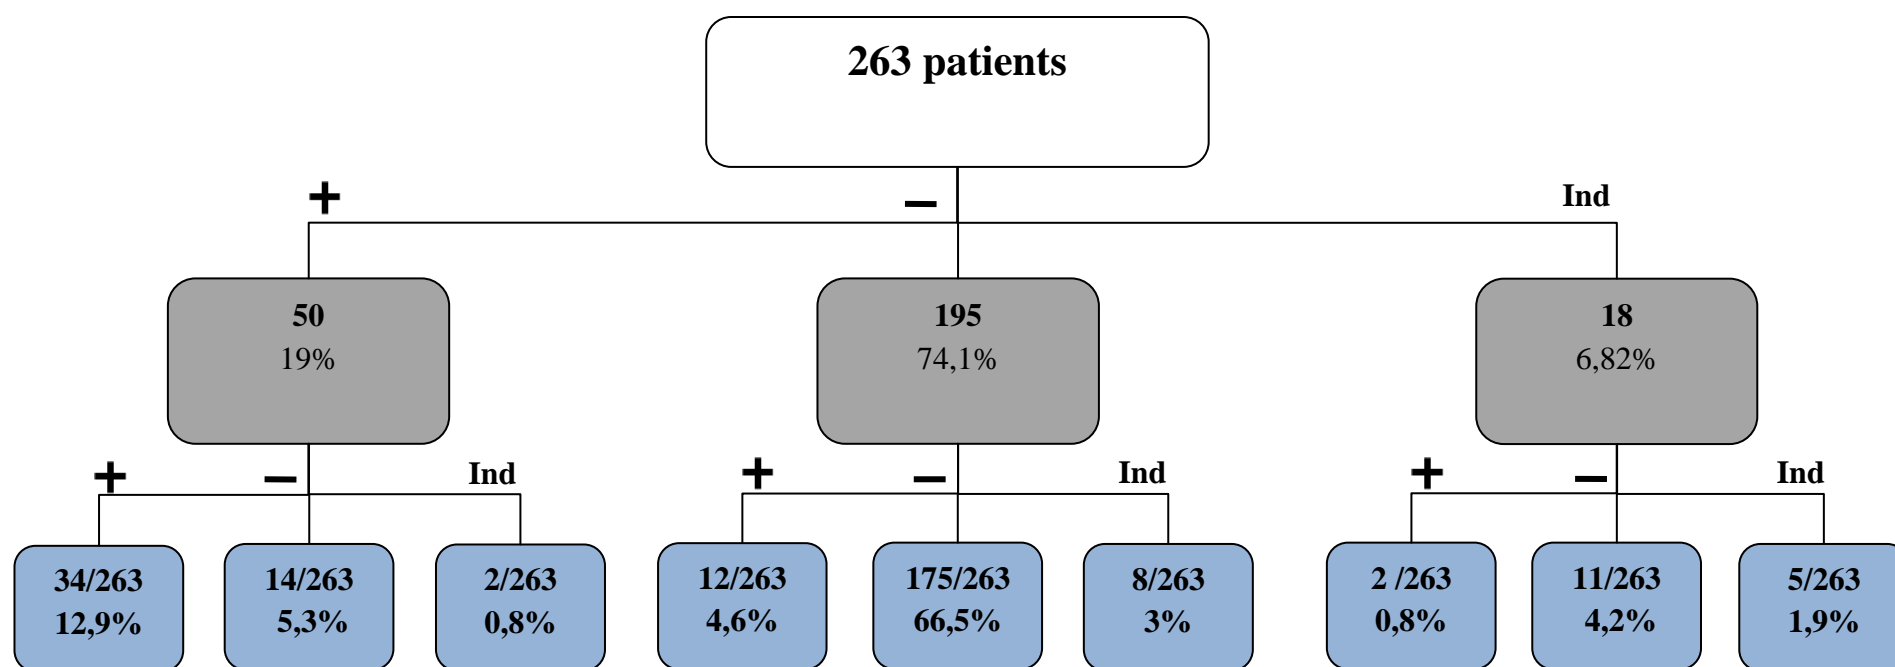 263 patients
+ − Ind
50 195 18
19% 74,1% 6,82%
+ − Ind + − Ind + − Ind
34/263 14/263 2/263 12/263 175/263 8/263 2 /263 11/263 5/263
12,9% 5,3% 0,8% 4,6% 66,5% 3% 0,8% 4,2% 1,9%